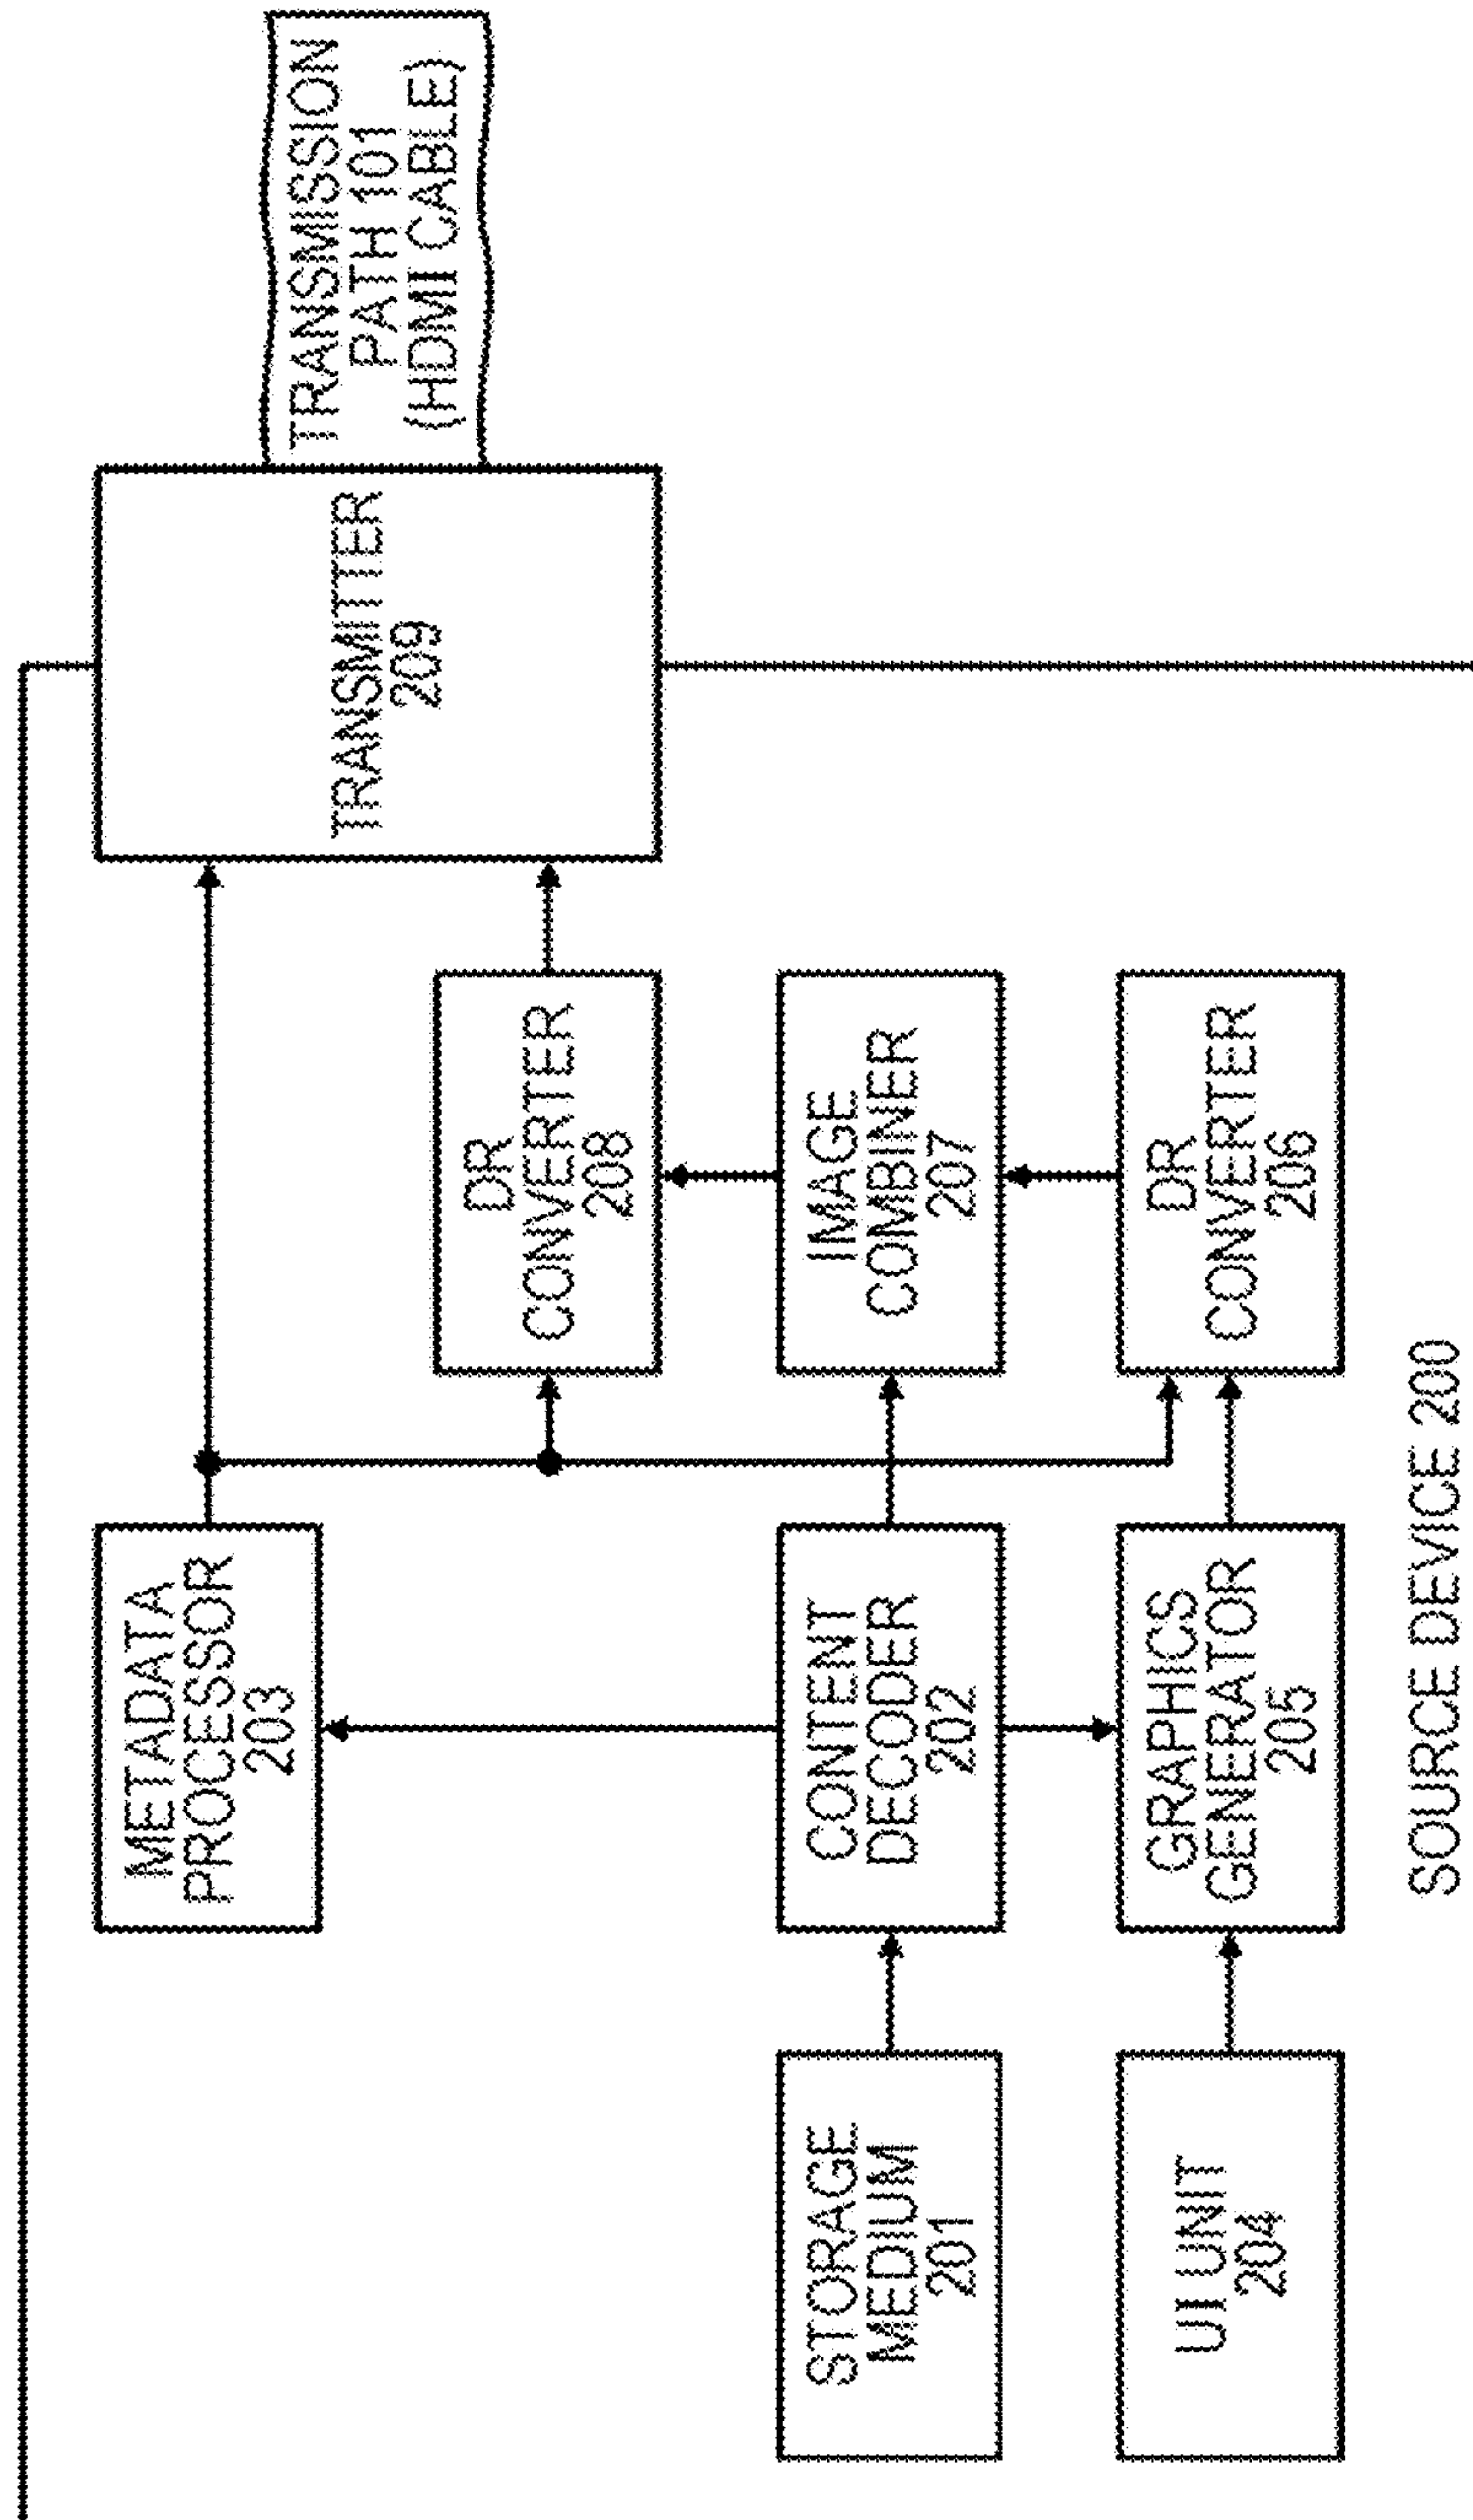 METADATA
PROCESSOR
203
TRANSMITTER
209
TRANSMISSION
PATH 101
(HDMI CABLE)
DR
CONVERTER
208
STORAGE
MEDIUM
201
CONTENT
DECODER
202
IMAGE
COMBINER
207
UI UNIT
204
GRAPHICS
GENERATOR
205
DR
CONVERTER
206
SOURCE DEVICE 200